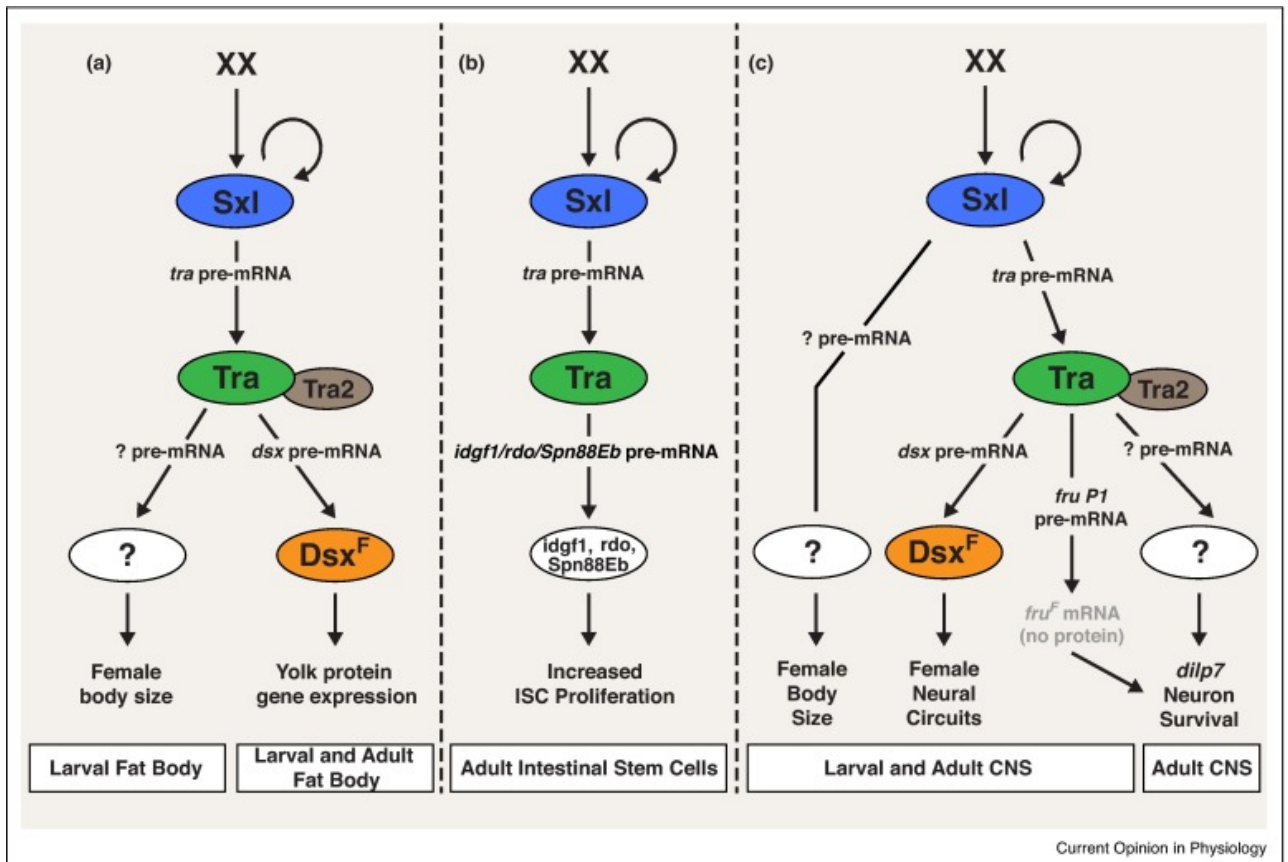 (a)
XX
Sxl
tra pre-mRNA
Tra
Tra2
? pre-mRNA
dsx pre-mRNA
?
Dsx^F
Female
body size
Yolk protein
gene expression
Larval Fat Body
Larval and Adult
Fat Body
(b)
XX
Sxl
tra pre-mRNA
Tra
idgf1/rdo/Spn88Eb pre-mRNA
idgf1, rdo,
Spn88Eb
Increased
ISC Proliferation
Adult Intestinal Stem Cells
(c)
XX
Sxl
tra pre-mRNA
? pre-mRNA
Tra
Tra2
dsx pre-mRNA
fru P1
pre-mRNA
? pre-mRNA
?
Dsx^F
?
fru^F mRNA
(no protein)
Female
Body
Size
Female
Neural
Circuits
dilp7
Neuron
Survival
Larval and Adult CNS
Adult CNS
Current Opinion in Physiology